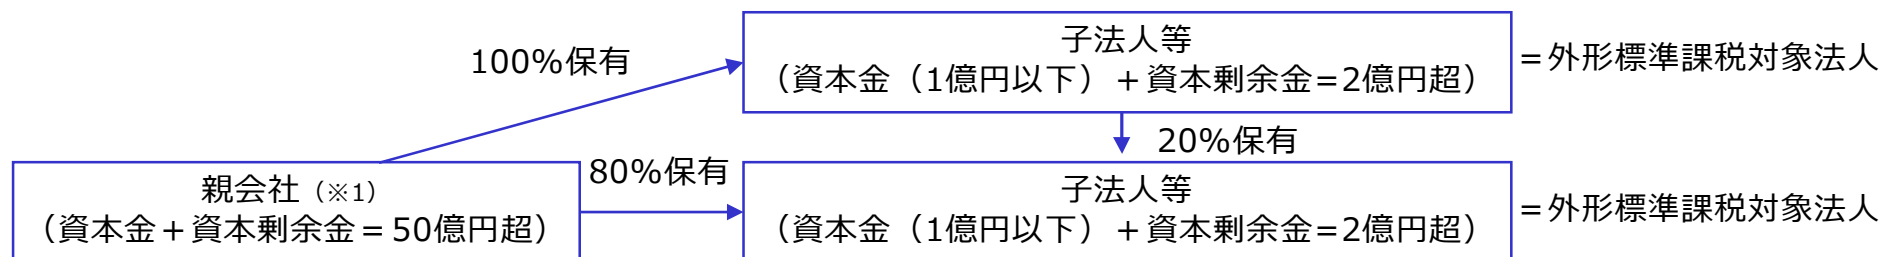 100%保有
子法人等
（資本金（1億円以下）＋資本剰余金=2億円超）
＝外形標準課税対象法人
20%保有
親会社（※1）
（資本金＋資本剰余金＝50億円超）
80%保有
子法人等
（資本金（1億円以下）＋資本剰余金=2億円超）
＝外形標準課税対象法人